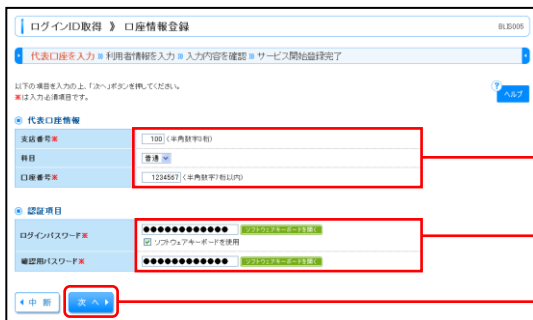 ログインID取得 》 口座情報登録
BLIS005
代表口座を入力 » 利用者情報を入力 » 入力内容を確認 » サービス開始登録完了
以下の項目を入力の上、「次へ」ボタンを押してください。
※は入力必須項目です。
ヘルプ
代表口座情報
支店番号※ 100 (半角数字3桁)
科目 普通
口座番号※ 1234567 (半角数字7桁以内)
認証項目
ログインパスワード※ ●●●●●●●●●●●● ソフトウェアキーボードを開く
ソフトウェアキーボードを使用
確認用パスワード※ ●●●●●●●●●●●● ソフトウェアキーボードを開く
中 断 次 へ